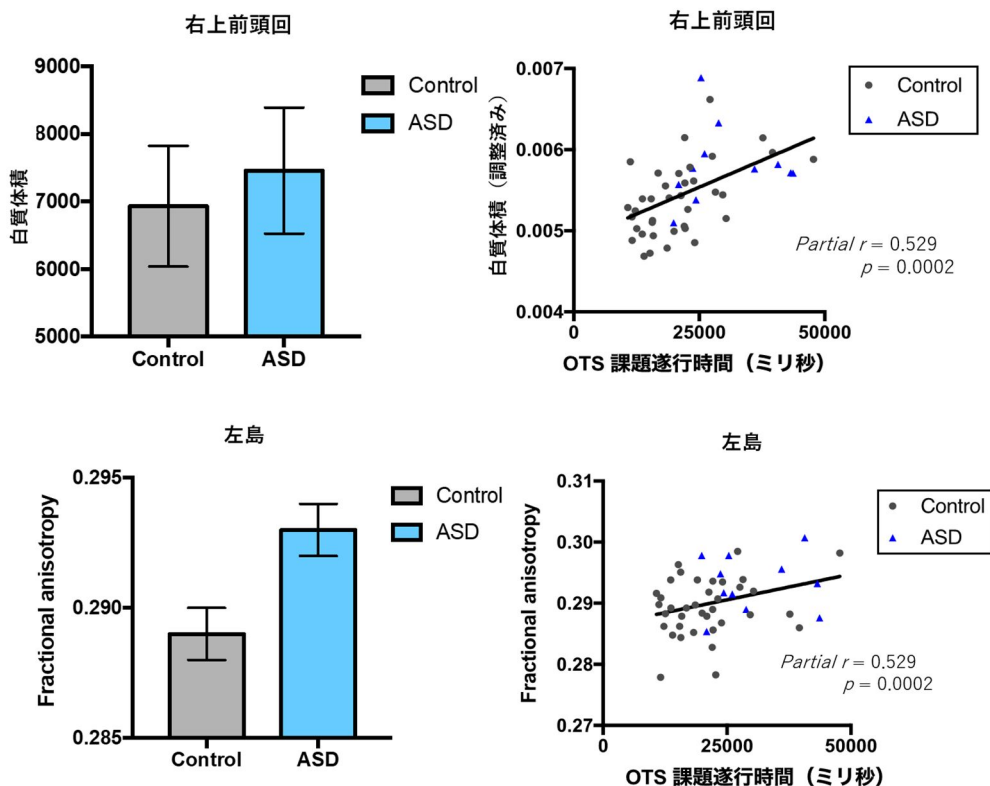 右上前頭回
9000
8000
7000
6000
5000
白質体積
Control
ASD
Control
ASD
右上前頭回
0.007
0.006
0.005
0.004
白質体積（調整済み）
Control
ASD
Partial r = 0.529
p = 0.0002
0
25000
50000
OTS 課題遂行時間（ミリ秒）
左島
0.295
0.290
0.285
Fractional anisotropy
Control
ASD
Control
ASD
左島
0.31
0.30
0.29
0.28
0.27
Fractional anisotropy
Control
ASD
Partial r = 0.529
p = 0.0002
0
25000
50000
OTS 課題遂行時間（ミリ秒）